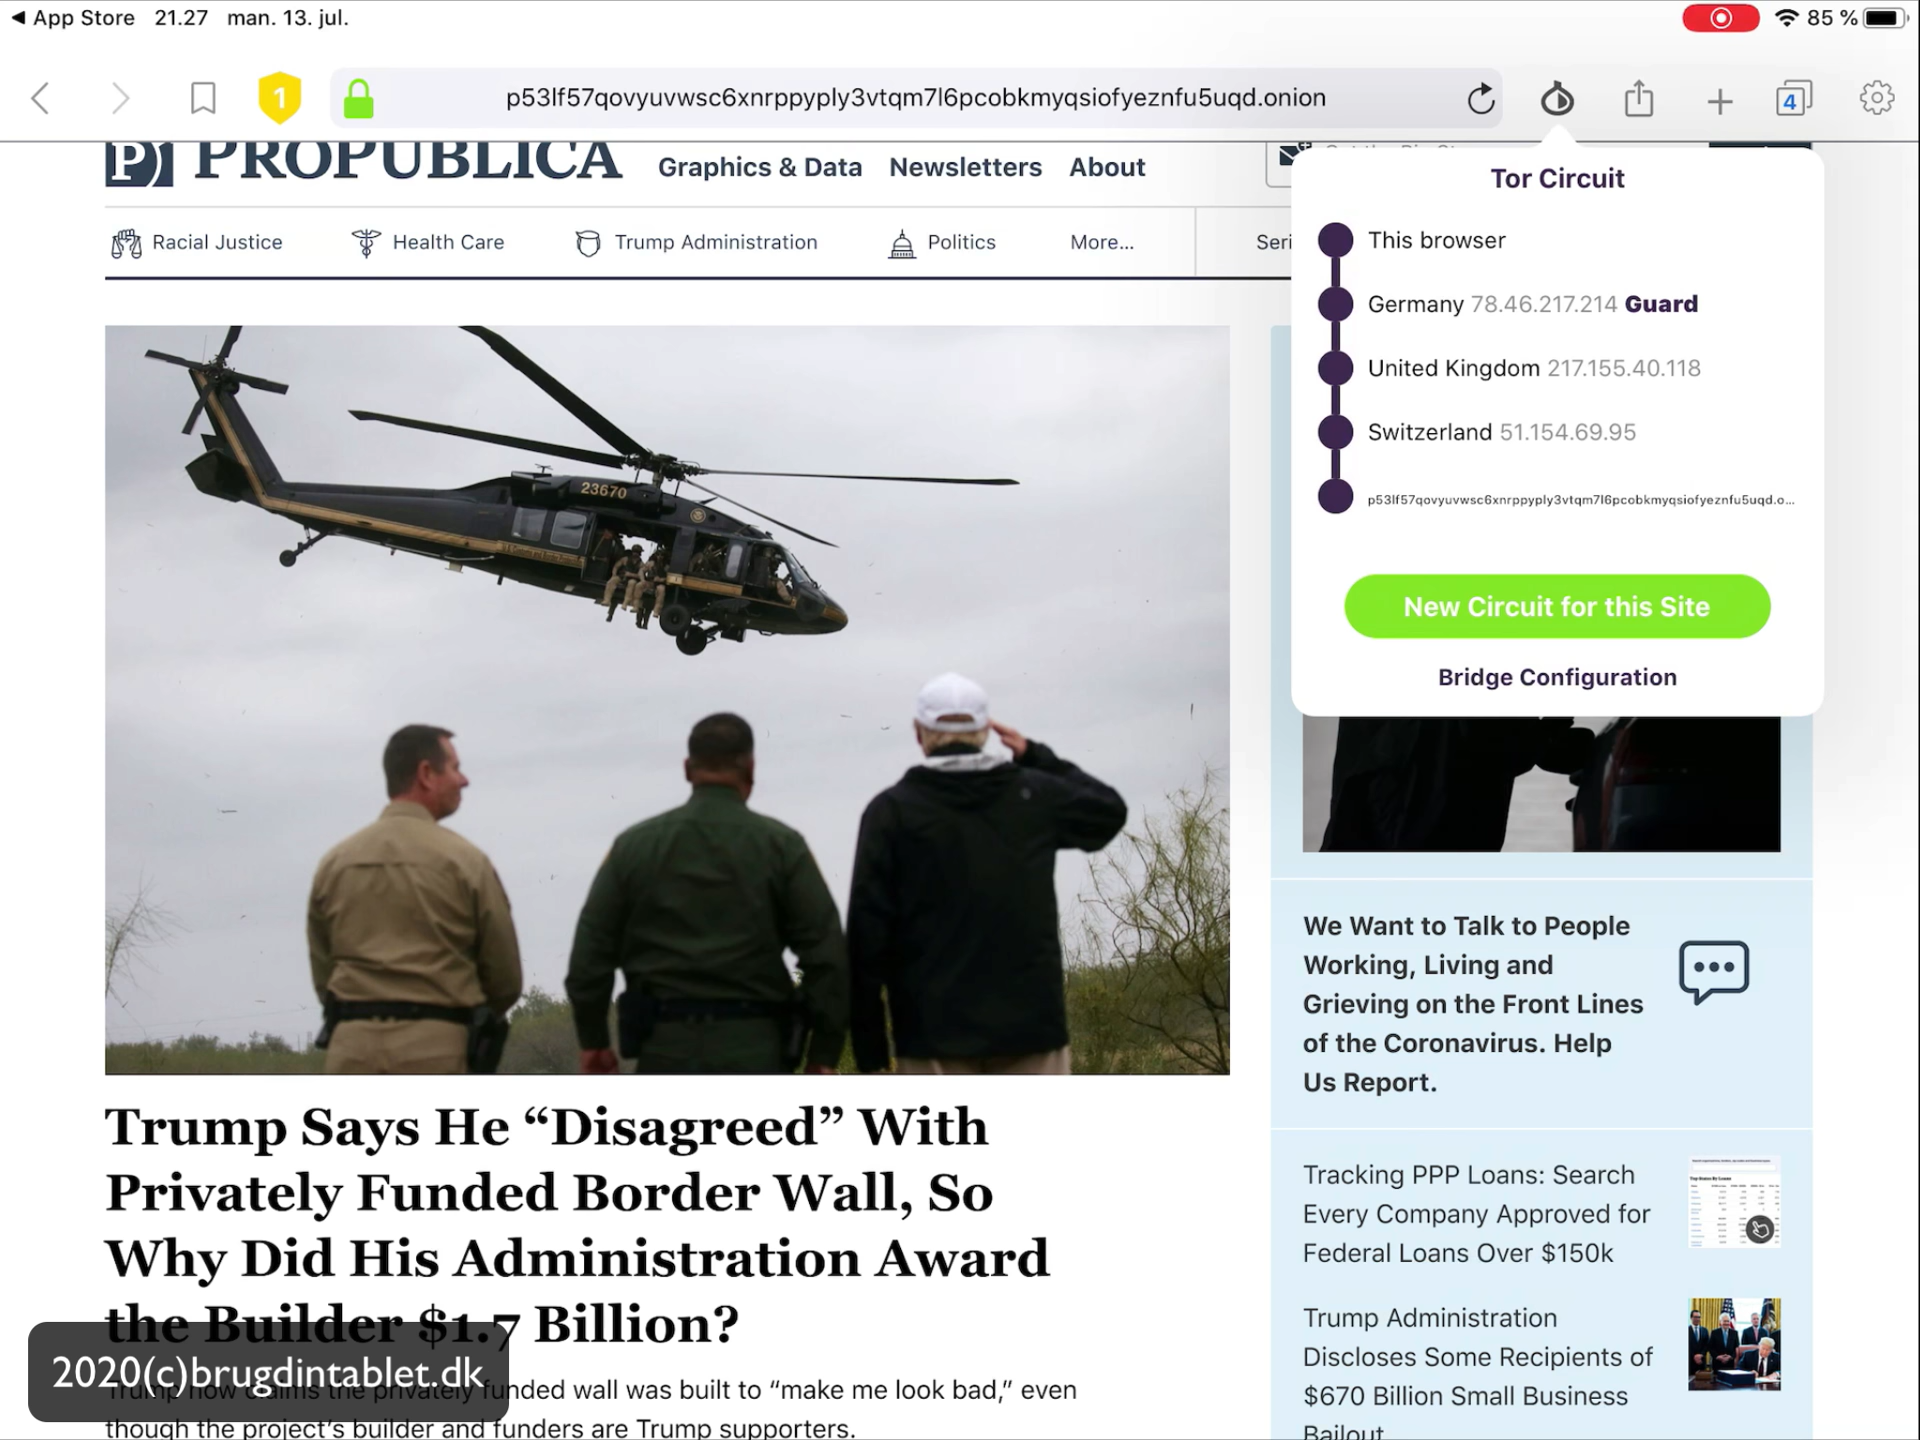 ◀ App Store 21.27 man. 13. jul. 85 %
1 p53lf57qovyuvwsc6xnrppyply3vtqm7l6pcobkmyqsiofyeznfu5uqd.onion 4
PROPUBLICA Graphics & Data Newsletters About
Racial Justice Health Care Trump Administration Politics More... Seri
Tor Circuit
This browser
Germany 78.46.217.214 Guard
United Kingdom 217.155.40.118
Switzerland 51.154.69.95
p53lf57qovyuvwsc6xnrppyply3vtqm7l6pcobkmyqsiofyeznfu5uqd.o...
New Circuit for this Site
Bridge Configuration
23670
We Want to Talk to People
Working, Living and
Grieving on the Front Lines
of the Coronavirus. Help
Us Report.
Tracking PPP Loans: Search
Every Company Approved for
Federal Loans Over $150k
Trump Administration
Discloses Some Recipients of
$670 Billion Small Business
Bailout
Trump Says He “Disagreed” With
Privately Funded Border Wall, So
Why Did His Administration Award
the Builder $1.7 Billion?
Trump now claims the privately funded wall was built to “make me look bad,” even
though the project’s builder and funders are Trump supporters.
2020(c)brugdintablet.dk